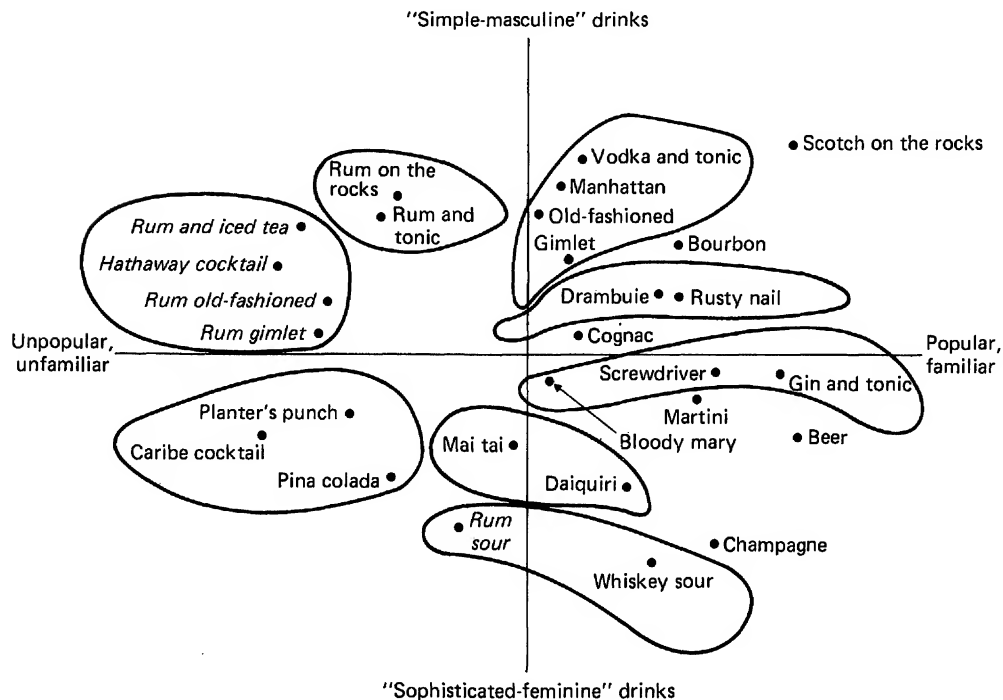 "Simple-masculine" drinks
Scotch on the rocks
Vodka and tonic
Rum on the
rocks
Manhattan
Rum and
tonic
Old-fashioned
Rum and iced tea
Gimlet
Bourbon
Hathaway cocktail
Drambuie
Rusty nail
Rum old-fashioned
Rum gimlet
Cognac
Unpopular,
unfamiliar
Popular,
familiar
Screwdriver
Gin and tonic
Martini
Planter's punch
Bloody mary
Beer
Caribe cocktail
Mai tai
Pina colada
Daiquiri
Rum
sour
Champagne
Whiskey sour
"Sophisticated-feminine" drinks